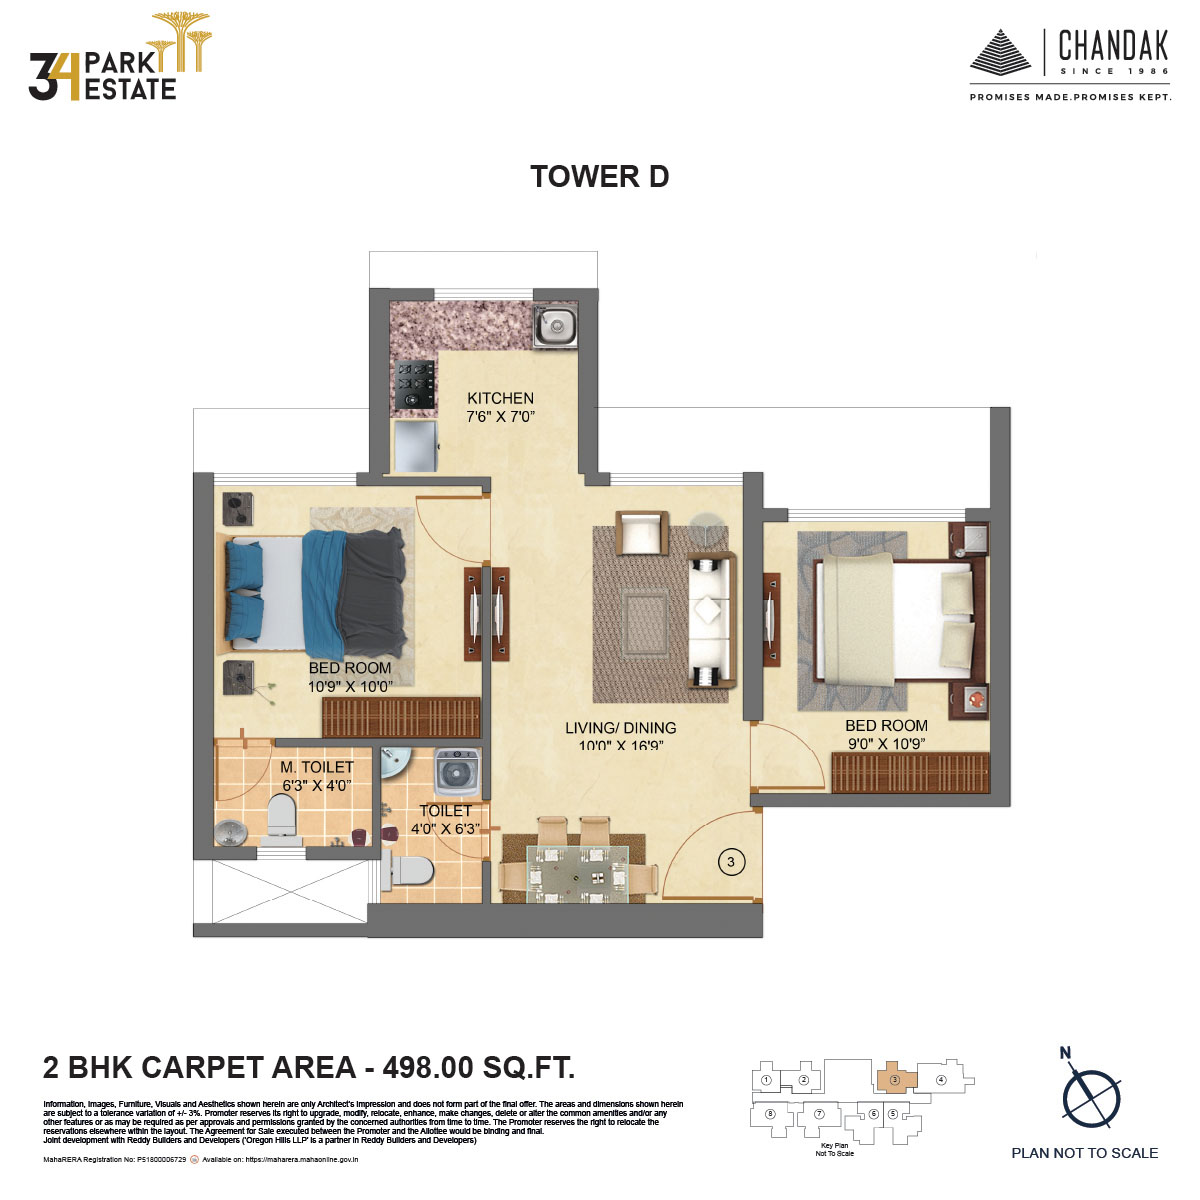 34 PARK
ESTATE
CHANDAK
SINCE 1986
PROMISES MADE.PROMISES KEPT.
TOWER D
KITCHEN
7'6" X 7'0"
BED ROOM
10'9" X 10'0"
LIVING/ DINING
10'0" X 16'9"
BED ROOM
9'0" X 10'9"
M. TOILET
6'3" X 4'0"
TOILET
4'0" X 6'3"
3
2 BHK CARPET AREA - 498.00 SQ.FT.
Information, Images, Furniture, Visuals and Aesthetics shown herein are only Architect's impression and does not form part of the final offer. The areas and dimensions shown herein
are subject to a tolerance variation of +/- 3%. Promoter reserves its right to upgrade, modify, relocate, enhance, make changes, delete or alter the common amenities and/or any
other features or as may be required as per approvals and permissions granted by the concerned authorities from time to time. The Promoter reserves the right to relocate the
reservations elsewhere within the layout. The Agreement for Sale executed between the Promoter and the Allottee would be binding and final.
Joint development with Reddy Builders and Developers ('Oregon Hills LLP' is a partner in Reddy Builders and Developers)
MahaRERA Registration No: P51800006729 Available on: https://maharera.mahaonline.gov.in
1 2 3 4
8 7 6 5
Key Plan
Not To Scale
N
PLAN NOT TO SCALE